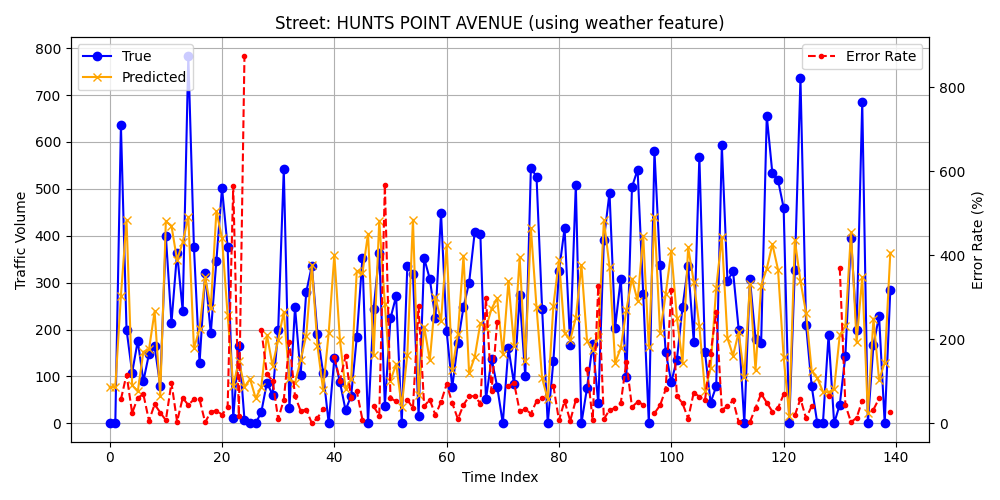 Street: HUNTS POINT AVENUE (using weather feature)
True
Predicted
Error Rate
800
700
600
500
400
300
200
100
0
Traffic Volume
800
600
400
200
0
Error Rate (%)
0 20 40 60 80 100 120 140
Time Index